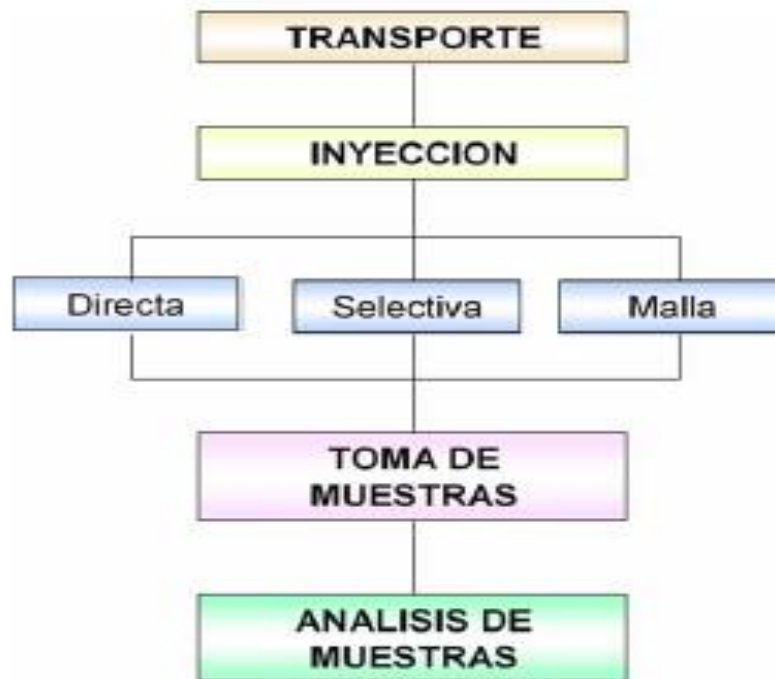 TRANSPORTE
INYECCION
Directa
Selectiva
Malla
TOMA DE
MUESTRAS
ANALISIS DE
MUESTRAS